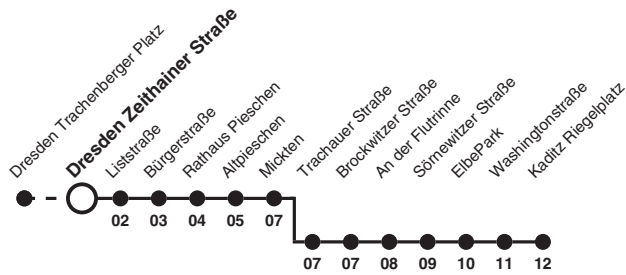 Dresden Trachenberger Platz
Dresden Zeithainer Straße
Liststraße
Bürgerstraße
Rathaus Pieschen
Altpieschen
Mickten
Trachauer Straße
Brockwitzer Straße
An der Flutrinne
Sörnewitzer Straße
ElbePark
Washingtonstraße
Kaditz Riegelplatz
02 03 04 05 07
07 07 08 09 10 11 12